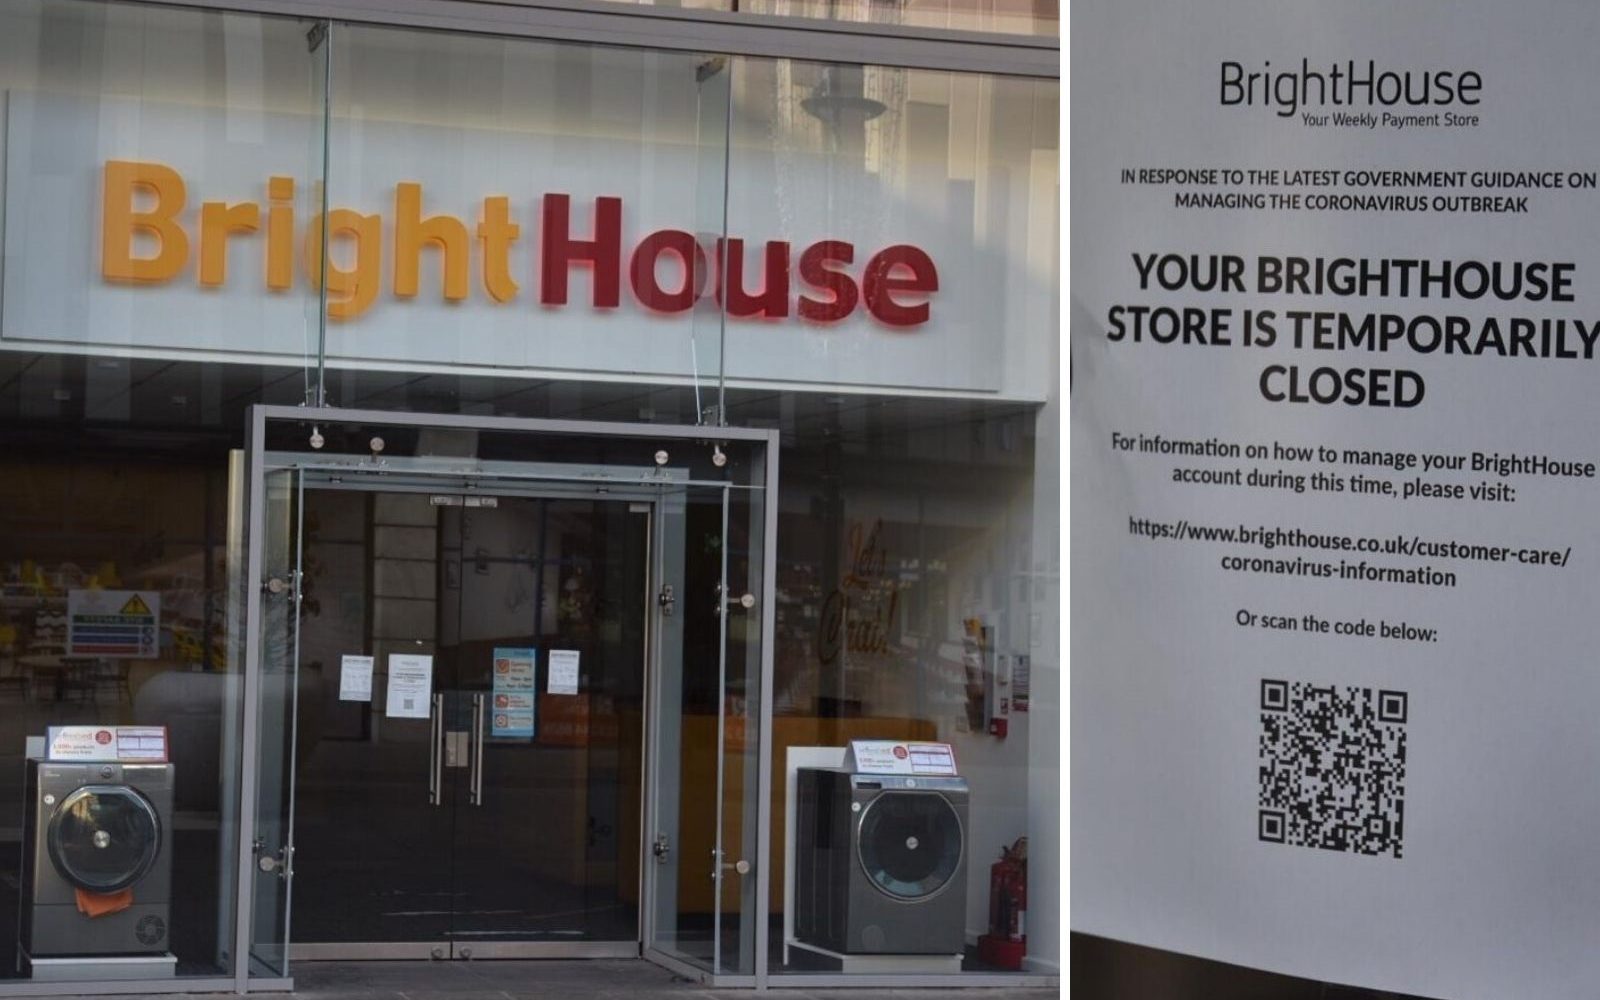 BrightHouse
Let's
Chat!
BrightHouse
Your Weekly Payment Store
IN RESPONSE TO THE LATEST GOVERNMENT GUIDANCE ON
MANAGING THE CORONAVIRUS OUTBREAK
YOUR BRIGHTHOUSE
STORE IS TEMPORARILY
CLOSED
For information on how to manage your BrightHouse
account during this time, please visit:
https://www.brighthouse.co.uk/customer-care/
coronavirus-information
Or scan the code below: